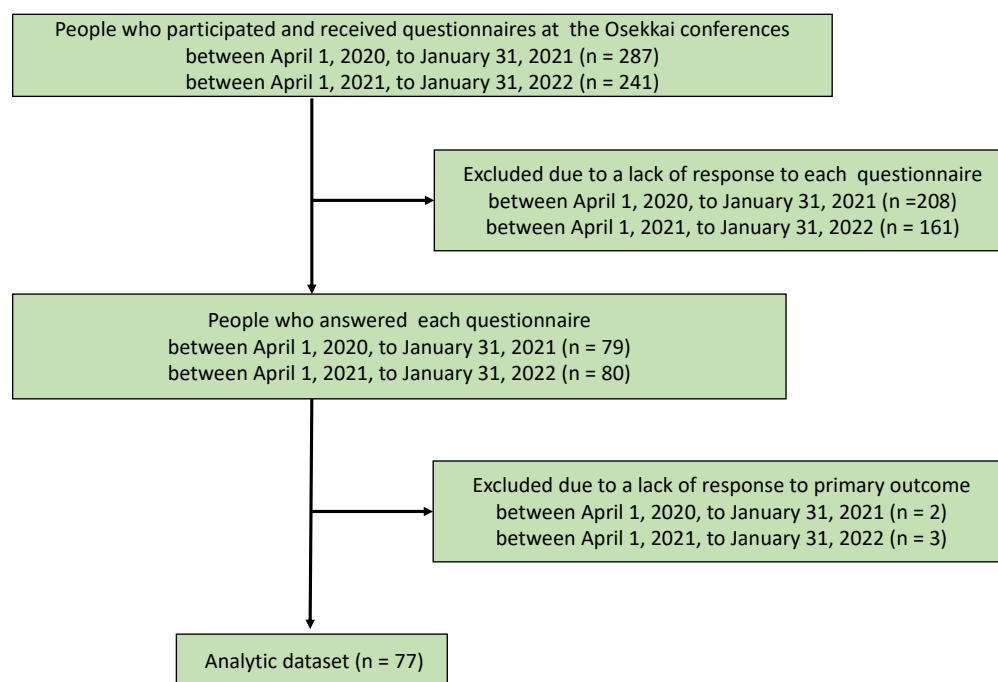 People who participated and received questionnaires at  the Osekkai conferences
between April 1, 2020, to January 31, 2021 (n = 287)
between April 1, 2021, to January 31, 2022 (n = 241)
Excluded due to a lack of response to each  questionnaire
between April 1, 2020, to January 31, 2021 (n =208)
between April 1, 2021, to January 31, 2022 (n = 161)
People who answered  each questionnaire
between April 1, 2020, to January 31, 2021 (n = 79)
between April 1, 2021, to January 31, 2022 (n = 80)
Excluded due to a lack of response to primary outcome
between April 1, 2020, to January 31, 2021 (n = 2)
between April 1, 2021, to January 31, 2022 (n = 3)
Analytic dataset (n = 77)